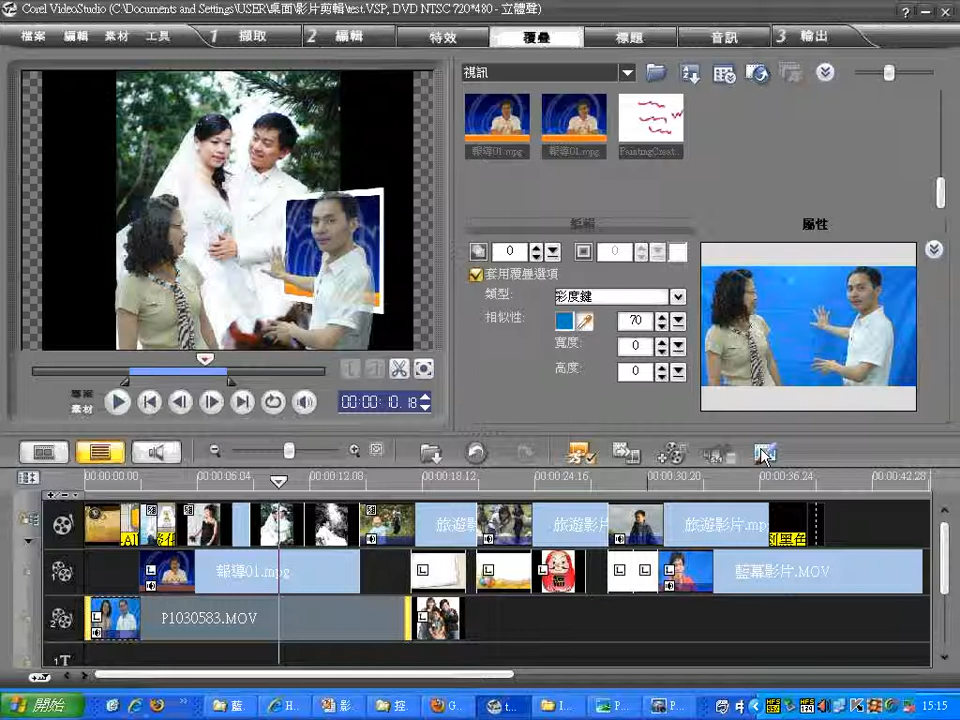 Corel VideoStudio - [C:\Documents and Settings\USER\桌面\影片剪輯\test.VSP, DVD NTSC 720*480 - 立體聲)
檔案 編輯 素材 工具 1 擷取 2 編輯 特效 覆疊 標題 音訊 3 輸出
視訊
報導01.mpg 報導01.mpg PaintingCreat...
編輯 屬性
0 0
套用覆疊選項
類型: 彩度鍵
相似性: 70
寬度: 0
高度: 0
專案
素材
00:00:10.18
00:00:00.00 00:00:06.04 00:00:12.08 00:00:18.12 00:00:24.16 00:00:30.20 00:00:36.24 00:00:42.28
旅遊影片 旅遊影片 旅遊影片.mp
報導01.mpg 藍幕影片.MOV
P1030583.MOV
1T
開始 15:15